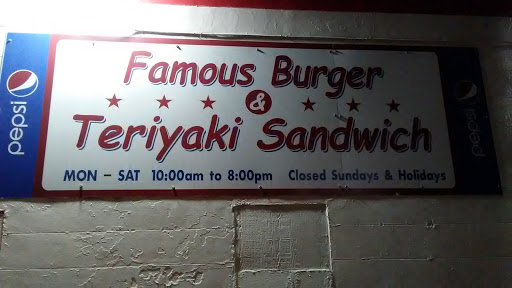 Famous Burger
&
Teriyaki Sandwich
MON – SAT 10:00am to 8:00pm Closed Sundays & Holidays
pepsi
pepsi